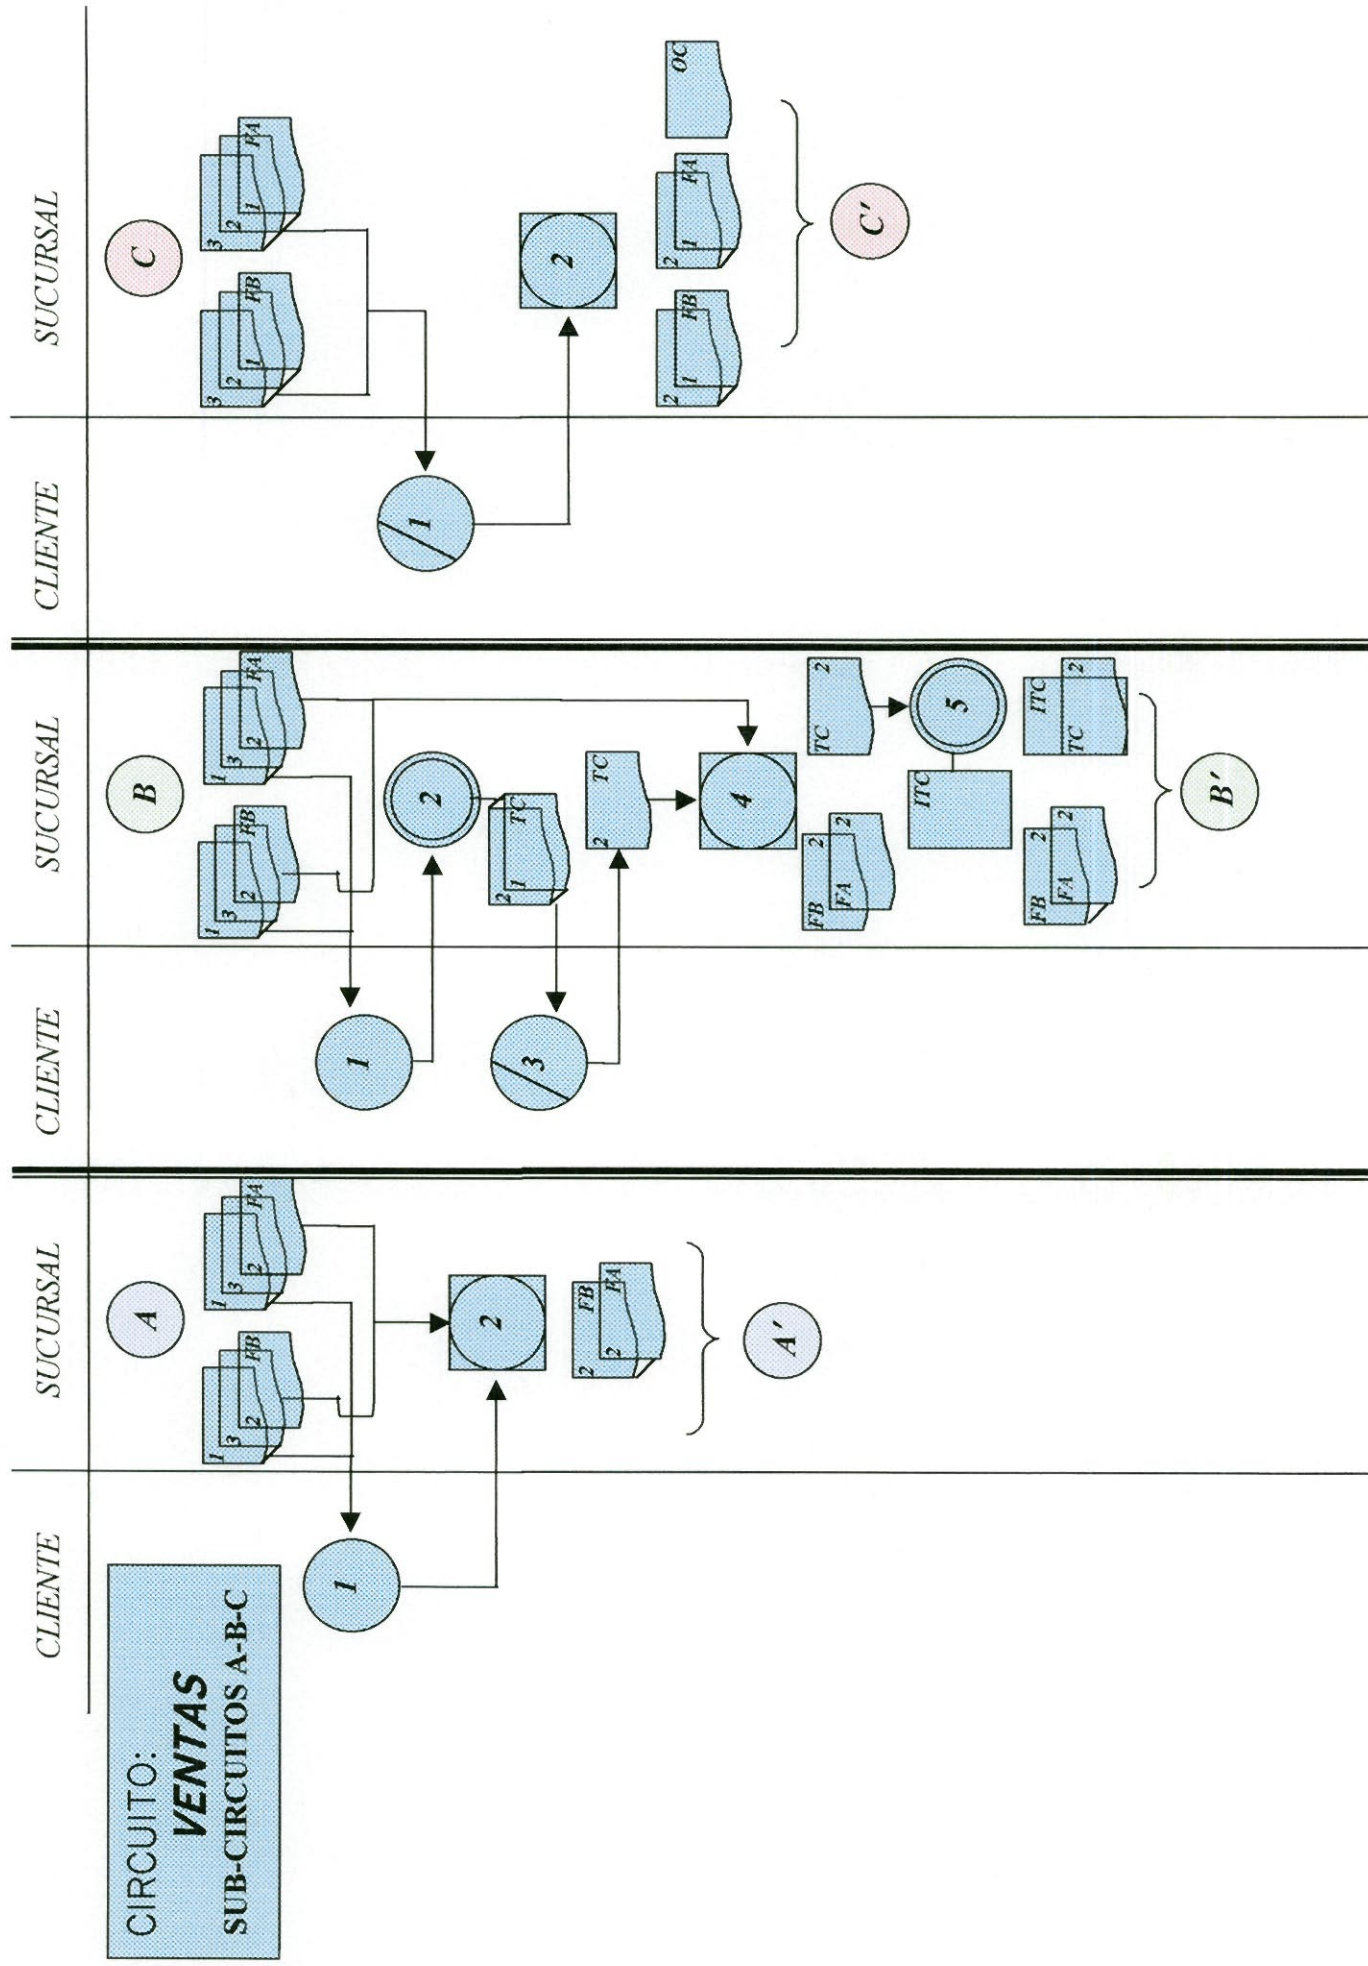 CLIENTE SUCURSAL CLIENTE SUCURSAL CLIENTE SUCURSAL
CIRCUITO:
VENTAS
SUB-CIRCUITOS A-B-C
A
1
3
2 FB
1
3
2 FA
1
2
2 FB
2 FA
A'
B
1
3
2 FB
1
3
2 FA
1
2
2
1 TC
/3
2 TC
4
FB 2
FA 2
TC 2
ITC
5
FB 2
FA 2
ITC
TC 2
B'
C
3
2
1 FB
3
2
1 FA
/1
2
2
1 FB
2
1 FA
OC
C'